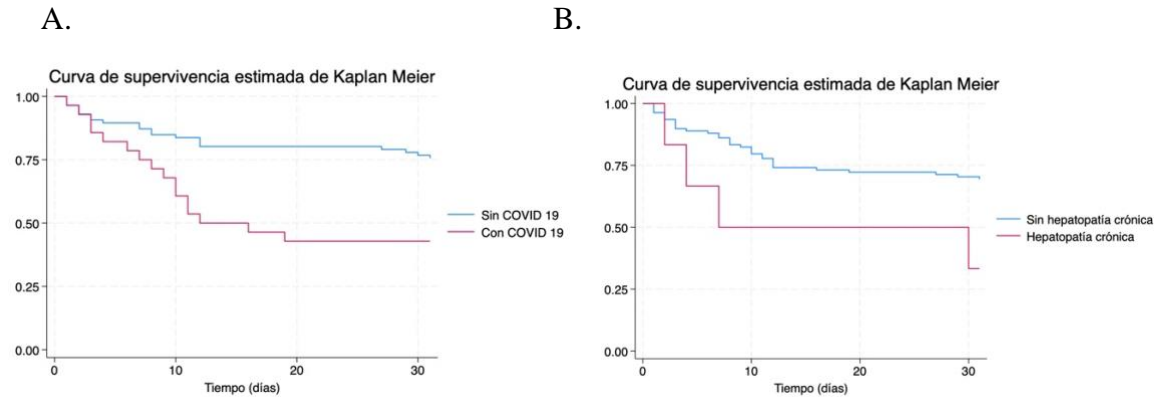 A.
Curva de supervivencia estimada de Kaplan Meier
1.00
0.75
0.50
0.25
0.00
0 10 20 30
Tiempo (días)
Sin COVID 19
Con COVID 19
B.
Curva de supervivencia estimada de Kaplan Meier
1.00
0.75
0.50
0.25
0.00
0 10 20 30
Tiempo (días)
Sin hepatopatía crónica
Hepatopatía crónica